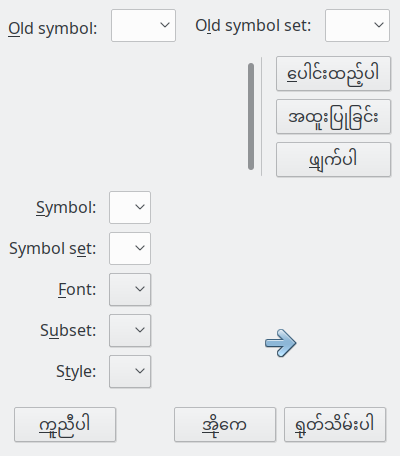 Old symbol:
Old symbol set:
ပေါင်းထည့်ပါ
အထူးပြုခြင်း
ဖျက်ပါ
Symbol:
Symbol set:
Font:
Subset:
Style:
ကူညီပါ
အိုကေ
ရုတ်သိမ်းပါ